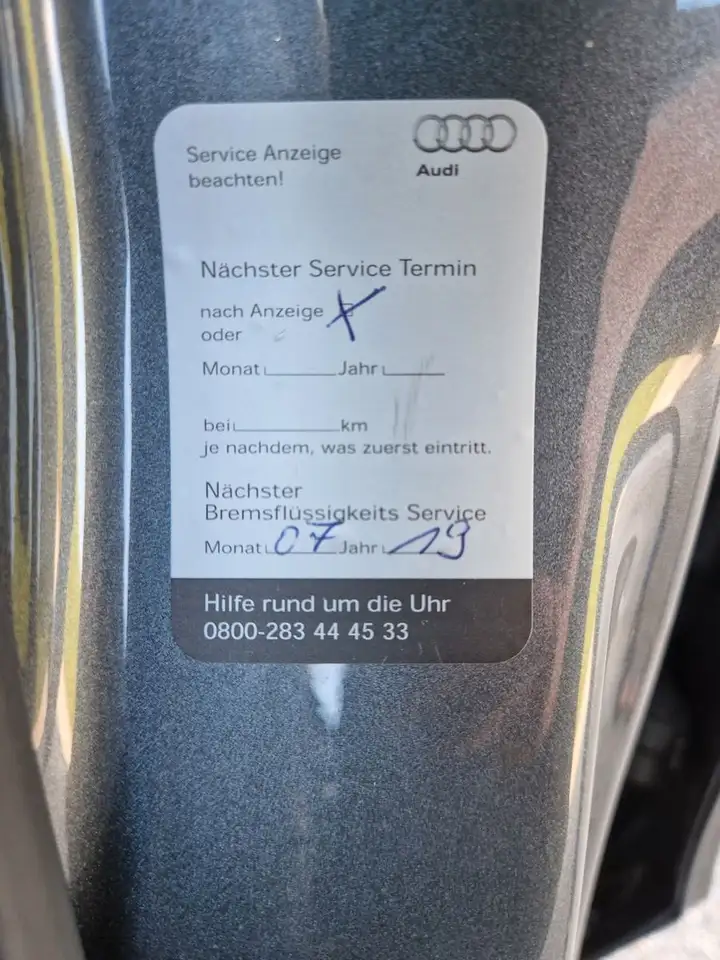 Audi
Service Anzeige
beachten!
Nächster Service Termin
nach Anzeige X
oder
Monat Jahr
bei km
je nachdem, was zuerst eintritt.
Nächster
Bremsflüssigkeits Service
Monat 07 Jahr 19
Hilfe rund um die Uhr
0800-283 44 45 33